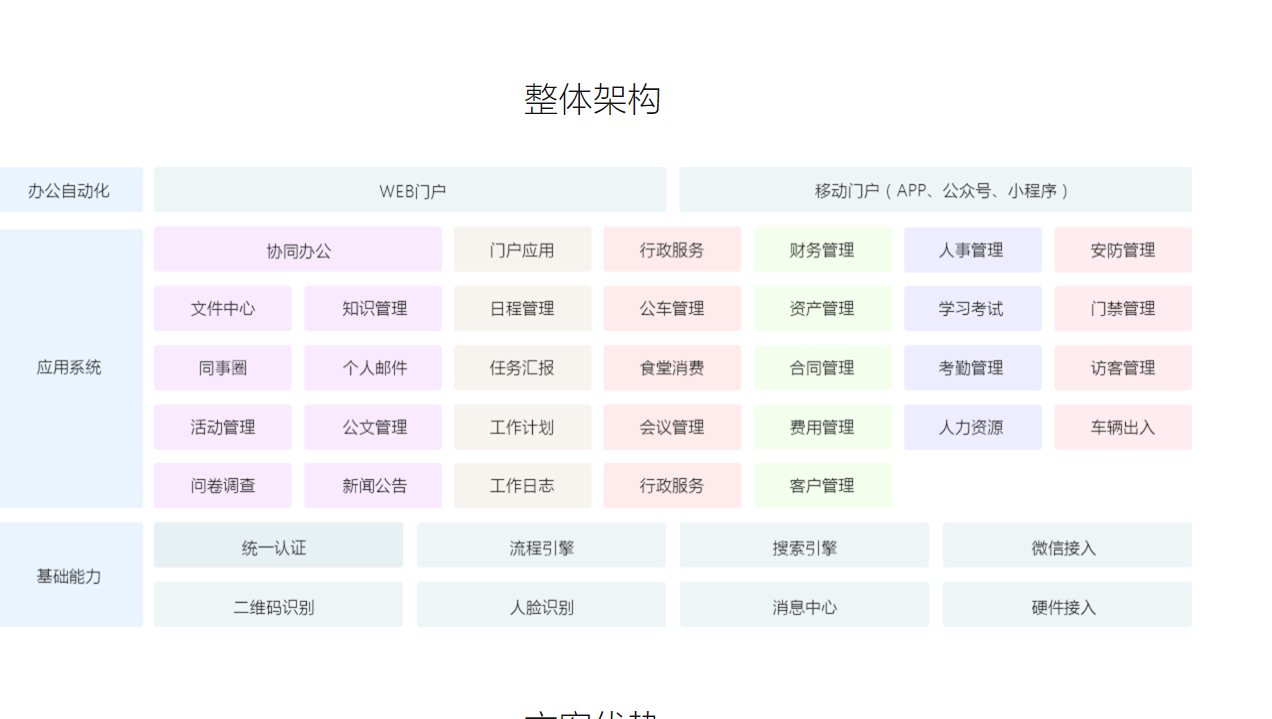 整体架构
办公自动化 WEB门户 移动门户（APP、公众号、小程序）
协同办公 门户应用 行政服务 财务管理 人事管理 安防管理
文件中心 知识管理 日程管理 公车管理 资产管理 学习考试 门禁管理
应用系统 同事圈 个人邮件 任务汇报 食堂消费 合同管理 考勤管理 访客管理
活动管理 公文管理 工作计划 会议管理 费用管理 人力资源 车辆出入
问卷调查 新闻公告 工作日志 行政服务 客户管理
统一认证 流程引擎 搜索引擎 微信接入
基础能力
二维码识别 人脸识别 消息中心 硬件接入